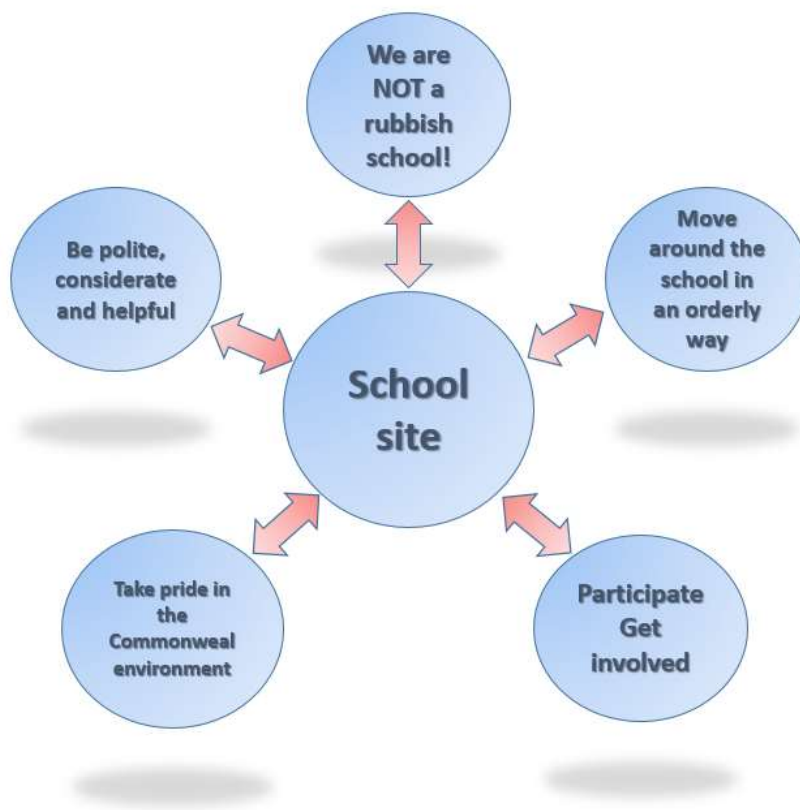 We are
NOT a
rubbish
school!
Be polite,
considerate
and helpful
Move
around the
school in
an orderly
way
School
site
Take pride in
the
Commonweal
environment
Participate
Get
involved